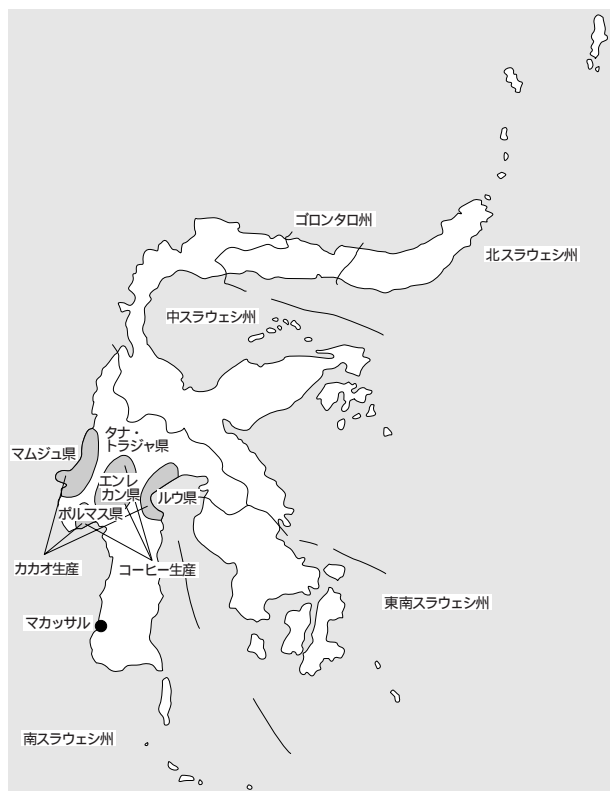 ゴロンタロ州
北スラウェシ州
中スラウェシ州
タナ・
トラジャ県
マムジュ県
エンレ
カン県
ルウ県
ポルマス県
カカオ生産
コーヒー生産
東南スラウェシ州
マカッサル
南スラウェシ州